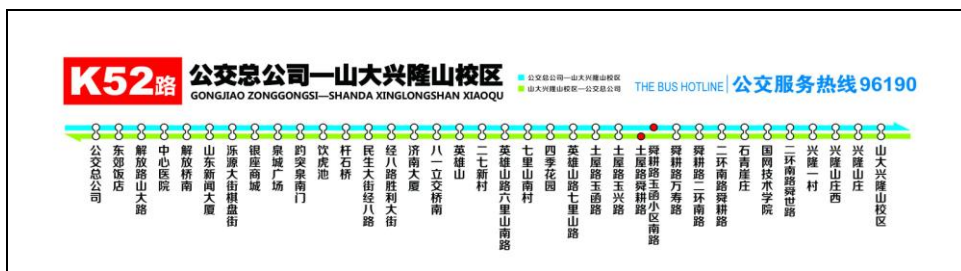 K52路
公交总公司—山大兴隆山校区
GONGJIAO ZONGGONGSI—SHANDA XINGLONGSHAN XIAOQU
公交总公司—山大兴隆山校区
山大兴隆山校区—公交总公司
THE BUS HOTLINE 公交服务热线 96190
公交总公司
东郊饭店
解放路山大路
中心医院
解放桥南
山东新闻大厦
泺源大街棋盘街
银座商城
泉城广场
趵突泉南门
饮虎池
杆石桥
民生大街经八路
经八路胜利大街
济南大厦
八一立交桥南
英雄山
二七新村
英雄山路六里山南路
七里山南村
四季花园
英雄山路七里山路
土屋路玉函路
土屋路玉兴路
土屋路舜耕路
舜耕路玉函小区南路
舜耕路万寿路
舜耕路二环南路
二环南路舜耕路
石青崖庄
国网技术学院
二环南路舜世路
兴隆一村
兴隆山庄西
兴隆山庄
山大兴隆山校区